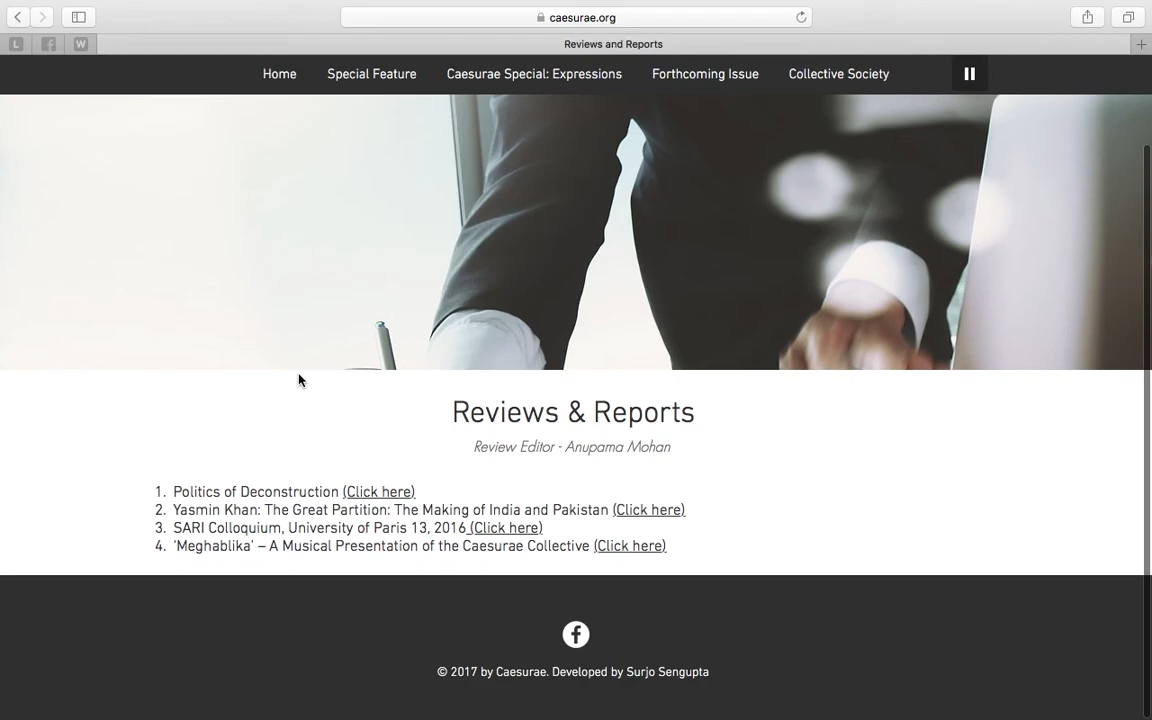 caesurae.org
L
W
Reviews and Reports
Home Special Feature Caesurae Special: Expressions Forthcoming Issue Collective Society
Reviews & Reports
Review Editor - Anupama Mohan
1. Politics of Deconstruction (Click here)
2. Yasmin Khan: The Great Partition: The Making of India and Pakistan (Click here)
3. SARI Colloquium, University of Paris 13, 2016 (Click here)
4. ‘Meghablika’ – A Musical Presentation of the Caesurae Collective (Click here)
© 2017 by Caesurae. Developed by Surjo Sengupta